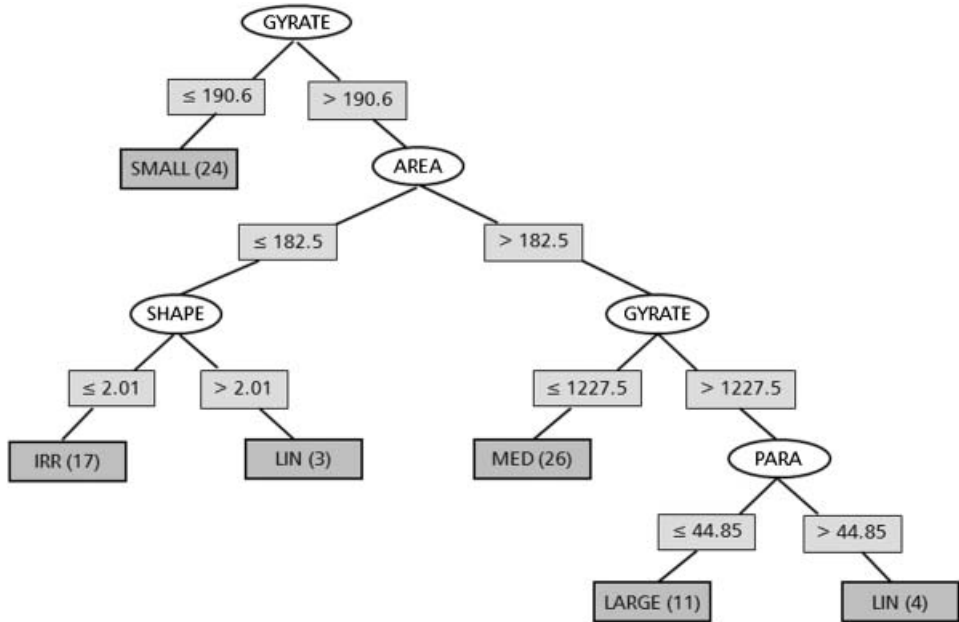 GYRATE
≤ 190.6
> 190.6
SMALL (24)
AREA
≤ 182.5
> 182.5
SHAPE
GYRATE
≤ 2.01
> 2.01
≤ 1227.5
> 1227.5
IRR (17)
LIN (3)
MED (26)
PARA
≤ 44.85
> 44.85
LARGE (11)
LIN (4)